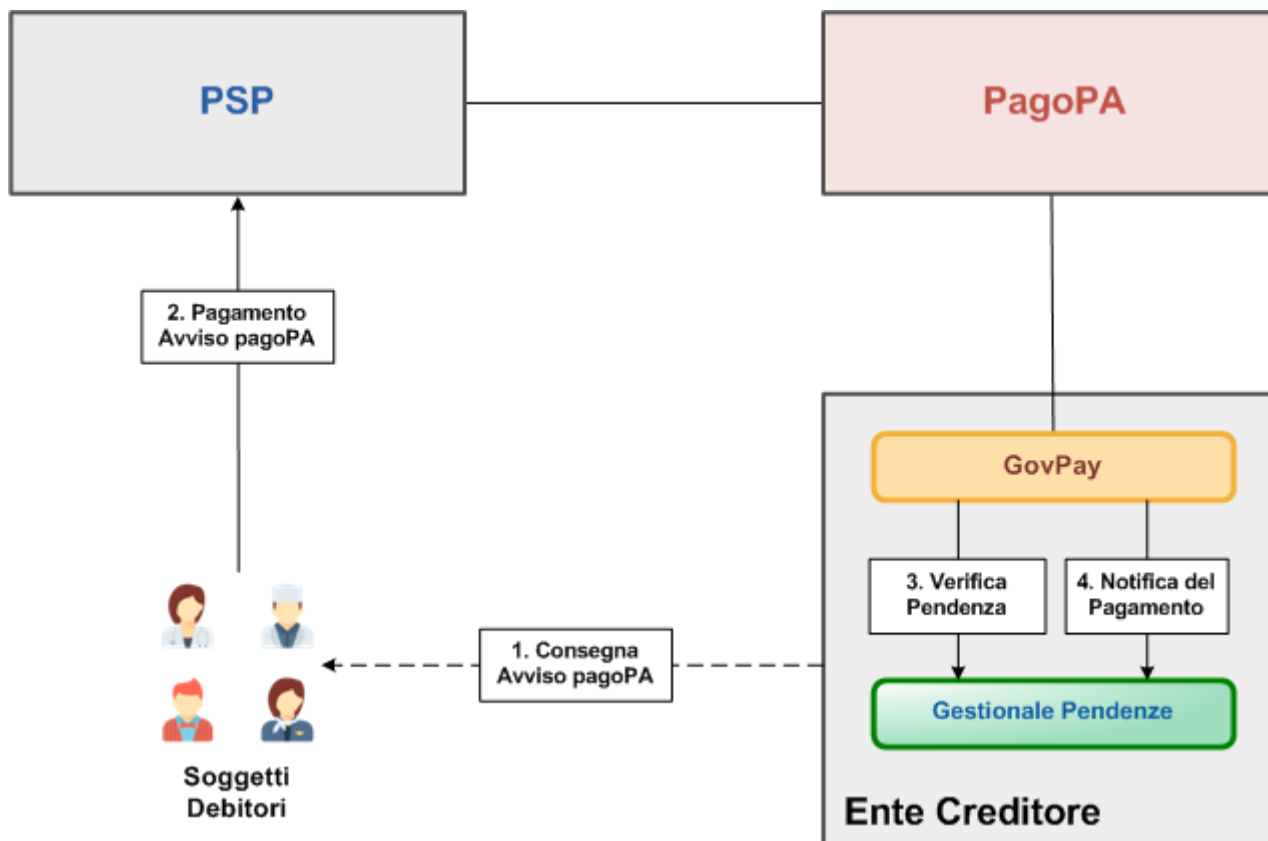 PSP
PagoPA
2. Pagamento
Avviso pagoPA
GovPay
3. Verifica
Pendenza
4. Notifica del
Pagamento
1. Consegna
Avviso pagoPA
Gestionale Pendenze
Soggetti
Debitori
Ente Creditore